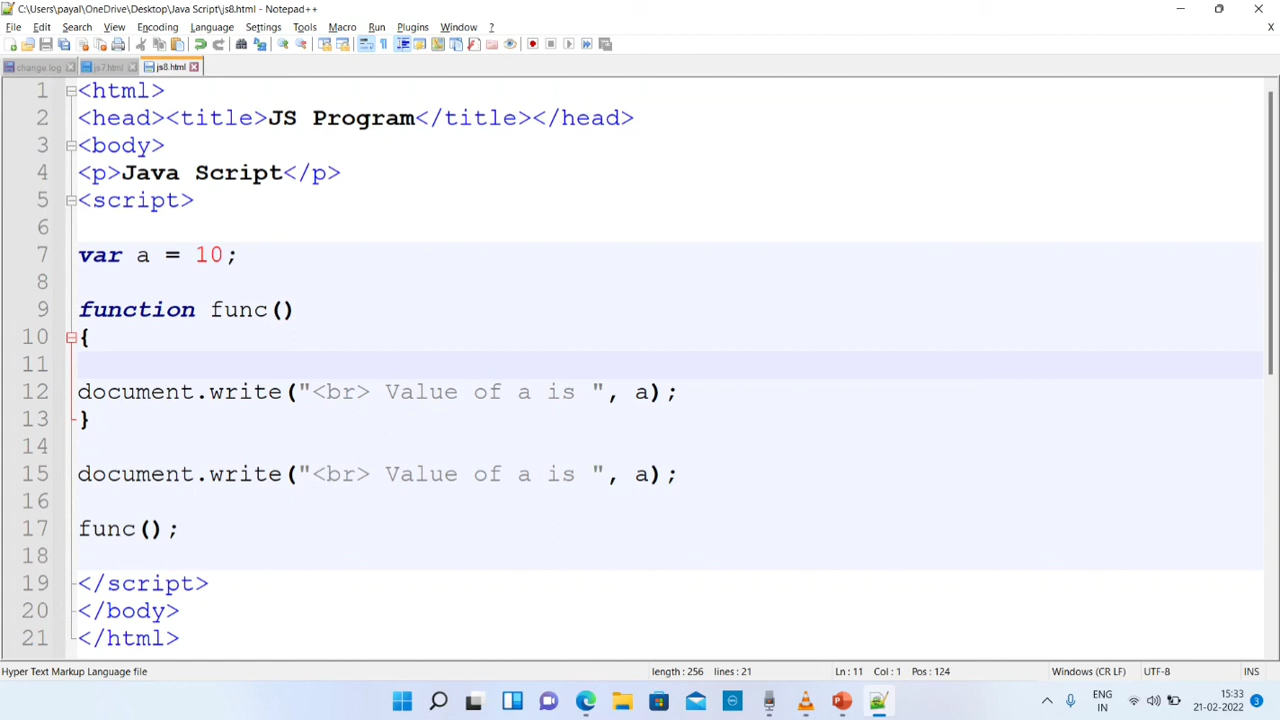 C:\Users\payal\OneDrive\Desktop\Java Script\js8.html - Notepad++
File Edit Search View Encoding Language Settings Tools Macro Run Plugins Window ? X
change.log js7.html js8.html
1 <html>
2 <head><title>JS Program</title></head>
3 <body>
4 <p>Java Script</p>
5 <script>
6
7 var a = 10;
8
9 function func()
10 {
11
12 document.write("<br> Value of a is ", a);
13 }
14
15 document.write("<br> Value of a is ", a);
16
17 func();
18
19 </script>
20 </body>
21 </html>
Hyper Text Markup Language file length : 256 lines : 21 Ln : 11 Col : 1 Pos : 124 Windows (CR LF) UTF-8 INS
ENG
IN
15:33
21-02-2022
3